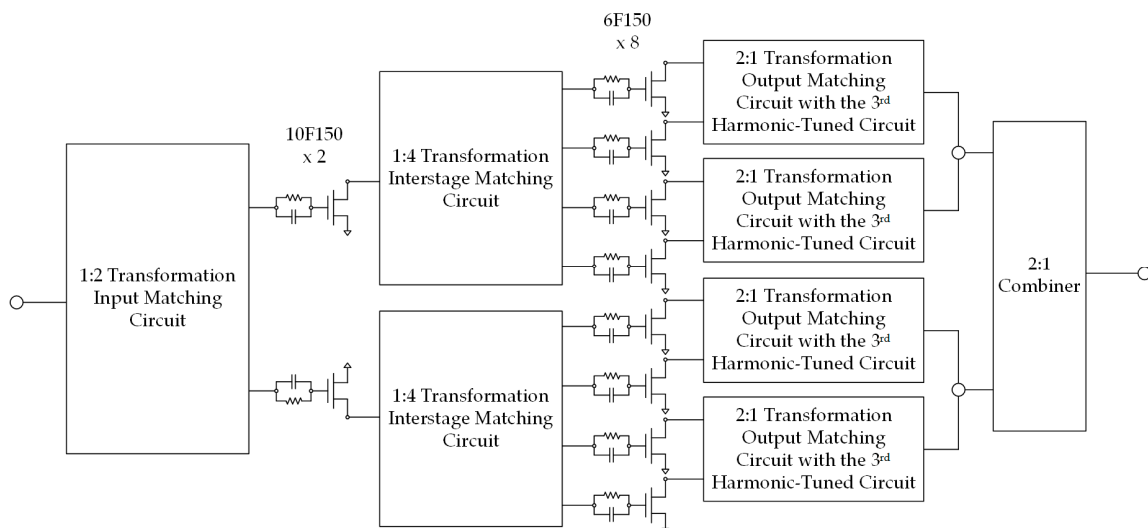 6F150
x 8
10F150
x 2
1:2 Transformation
Input Matching
Circuit
1:4 Transformation
Interstage Matching
Circuit
1:4 Transformation
Interstage Matching
Circuit
2:1 Transformation
Output Matching
Circuit with the 3rd
Harmonic-Tuned Circuit
2:1 Transformation
Output Matching
Circuit with the 3rd
Harmonic-Tuned Circuit
2:1 Transformation
Output Matching
Circuit with the 3rd
Harmonic-Tuned Circuit
2:1 Transformation
Output Matching
Circuit with the 3rd
Harmonic-Tuned Circuit
2:1
Combiner